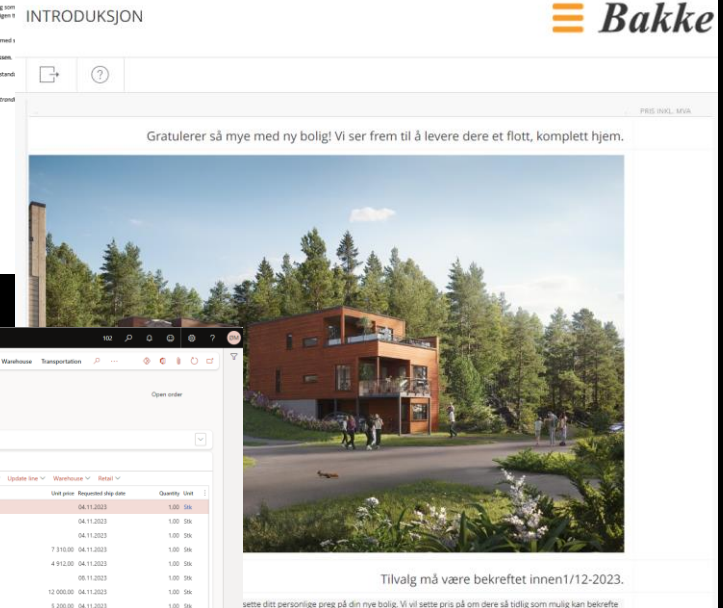 INTRODUKSJON
Bakke
PRIS INKL. MVA
Gratulerer så mye med ny bolig! Vi ser frem til å levere dere et flott, komplett hjem.
Tilvalg må være bekreftet innen1/12-2023.
sette ditt personlige preg på din nye bolig. Vi vil sette pris på om dere så tidlig som mulig kan bekrefte
102
Warehouse Transportation
Open order
Update line Warehouse Retail
Unit price Requested ship date Quantity Unit
04.11.2023 1.00 Stk
04.11.2023 1.00 Stk
04.11.2023 1.00 Stk
7 310,00 04.11.2023 1.00 Stk
4 912,00 04.11.2023 1.00 Stk
06.11.2023 1.00 Stk
12 000,00 04.11.2023 1.00 Stk
5 200,00 04.11.2023 1.00 Stk